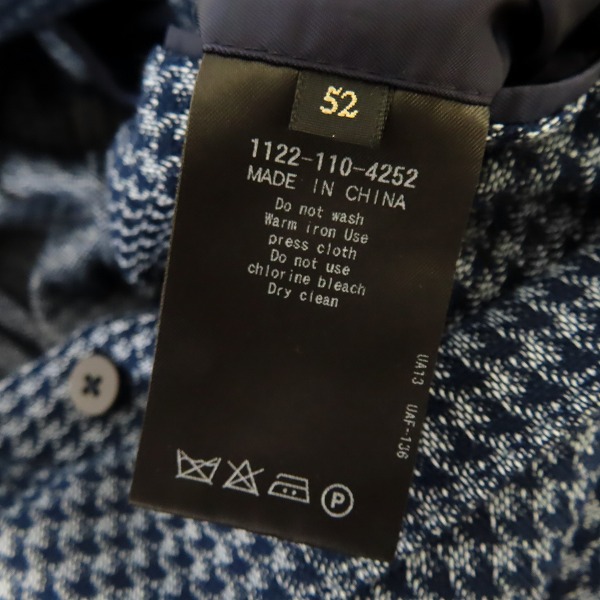 52
1122-110-4252
MADE IN CHINA
Do not wash
Warm iron Use
press cloth
Do not use
chlorine bleach
Dry clean
UA13 UAF-136
P